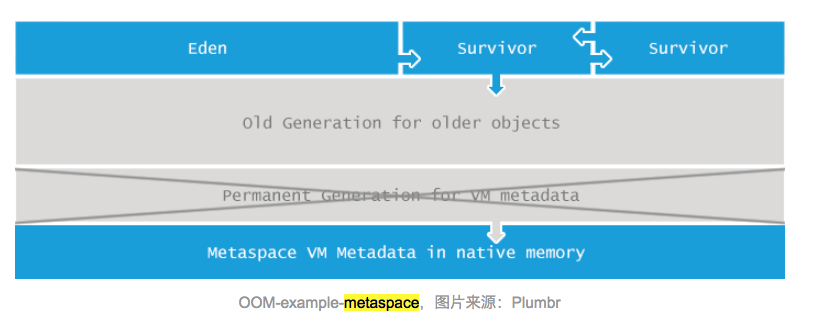 Eden
Survivor
Survivor
Old Generation for older objects
Permanent Generation for VM metadata
Metaspace VM Metadata in native memory
OOM-example-metaspace，图片来源：Plumbr